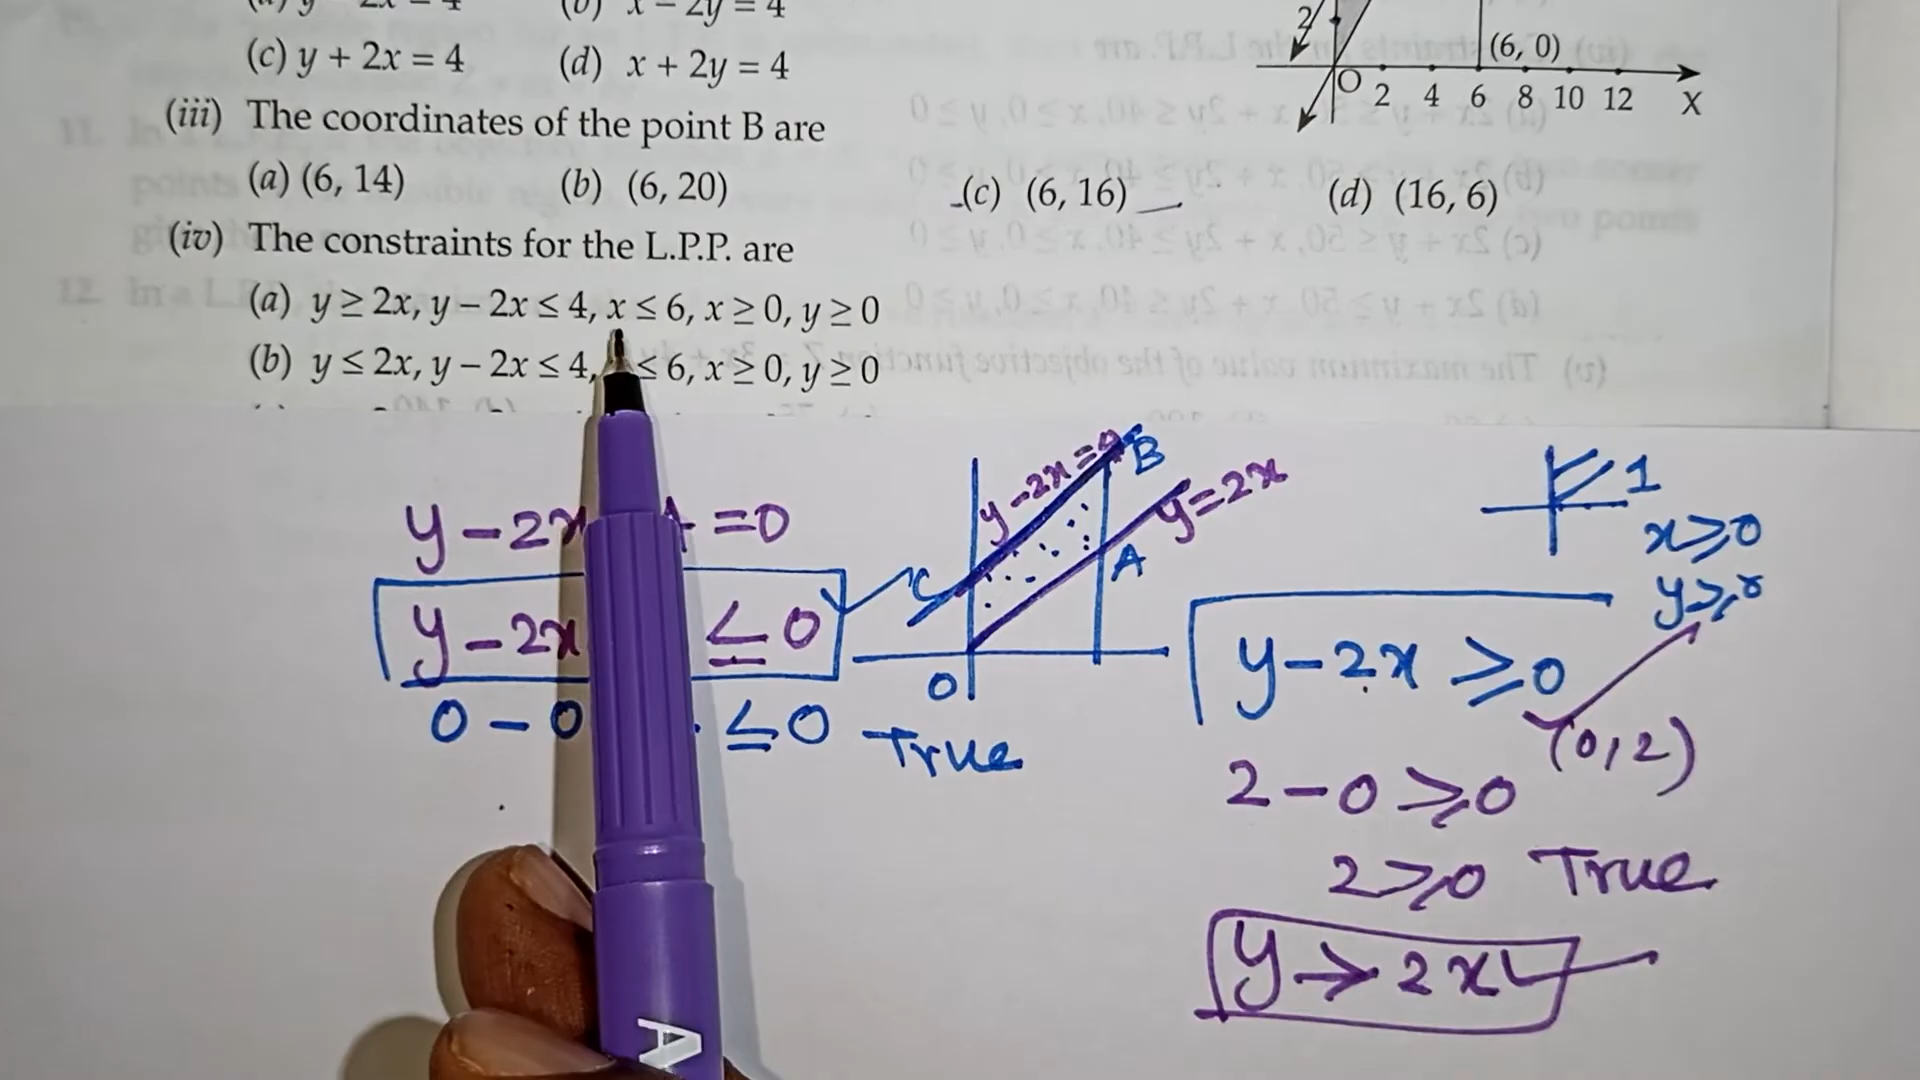 (b) x − 2y = 4
(c) y + 2x = 4 (d) x + 2y = 4
2
(6, 0)
O 2 4 6 8 10 12 X
(iii) The coordinates of the point B are
(a) (6, 14) (b) (6, 20) (c) (6, 16) (d) (16, 6)
(iv) The constraints for the L.P.P. are
(a) y ≥ 2x, y − 2x ≤ 4, x ≤ 6, x ≥ 0, y ≥ 0
(b) y ≤ 2x, y − 2x ≤ 4, ≤ 6, x ≥ 0, y ≥ 0
y − 2x = 0
y − 2x ≤ 0
0 − 0 ≤ 0 True
y − 2x = 4
B
y = 2x
A
C
O
1
x ≥ 0
y ≥ 0
y − 2x ≥ 0
(0, 2)
2 − 0 ≥ 0
2 ≥ 0 True
y ≥ 2x
A